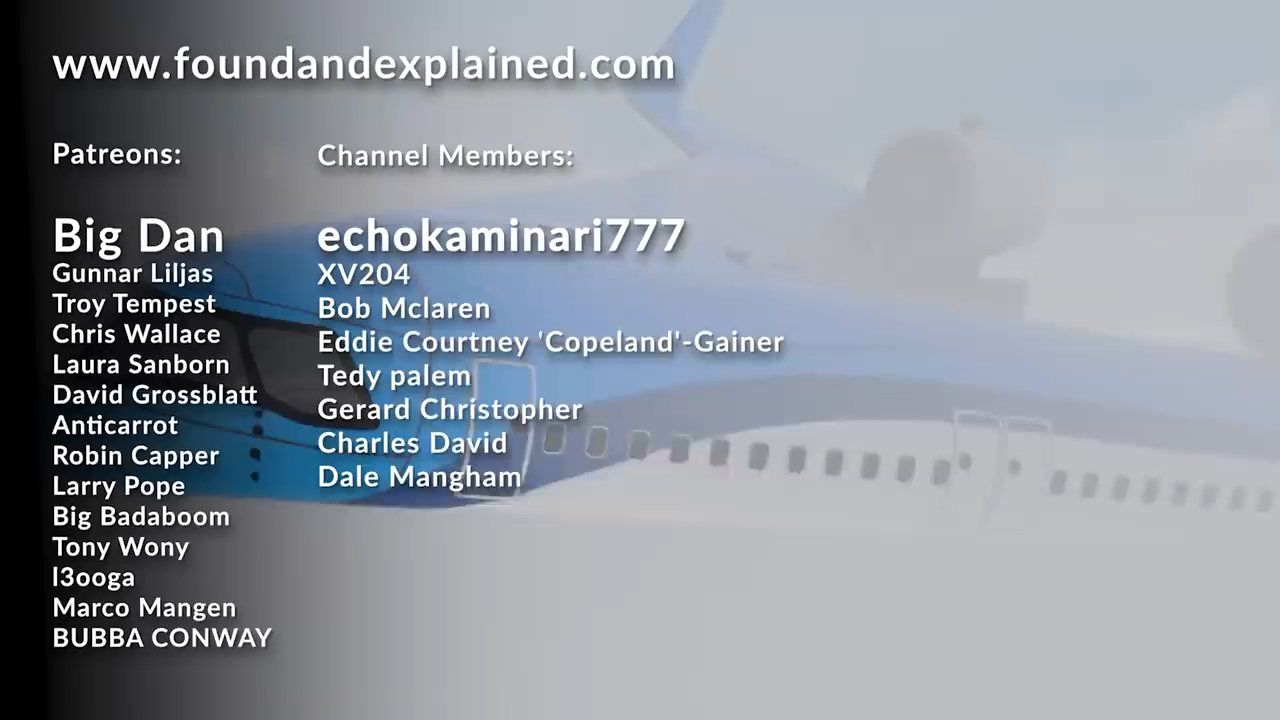 www.foundandexplained.com
Patreons:
Big Dan
Gunnar Liljas
Troy Tempest
Chris Wallace
Laura Sanborn
David Grossblatt
Anticarrot
Robin Capper
Larry Pope
Big Badaboom
Tony Wony
l3ooga
Marco Mangen
BUBBA CONWAY
Channel Members:
echokaminari777
XV204
Bob Mclaren
Eddie Courtney 'Copeland'-Gainer
Tedy palem
Gerard Christopher
Charles David
Dale Mangham